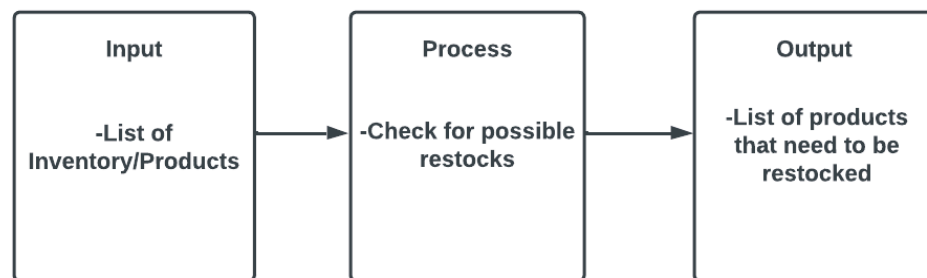 Input
-List of
Inventory/Products
Process
-Check for possible
restocks
Output
-List of products
that need to be
restocked